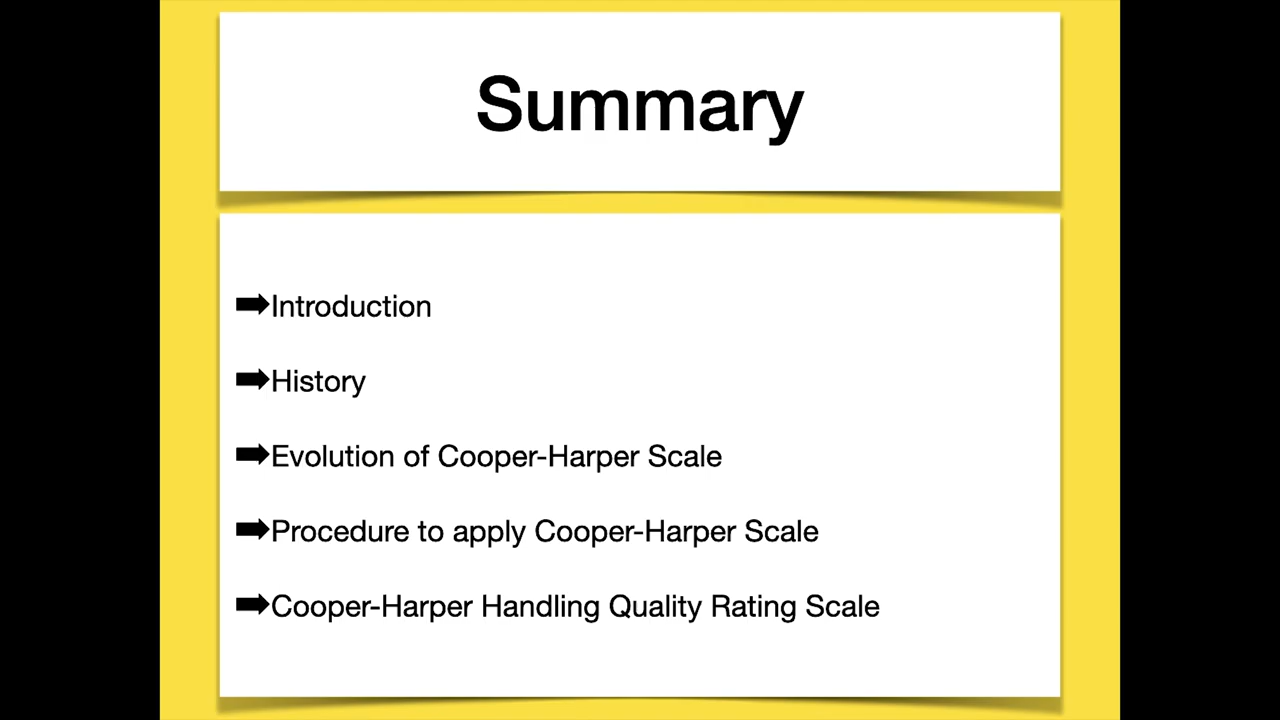 Summary
➡Introduction
➡History
➡Evolution of Cooper-Harper Scale
➡Procedure to apply Cooper-Harper Scale
➡Cooper-Harper Handling Quality Rating Scale